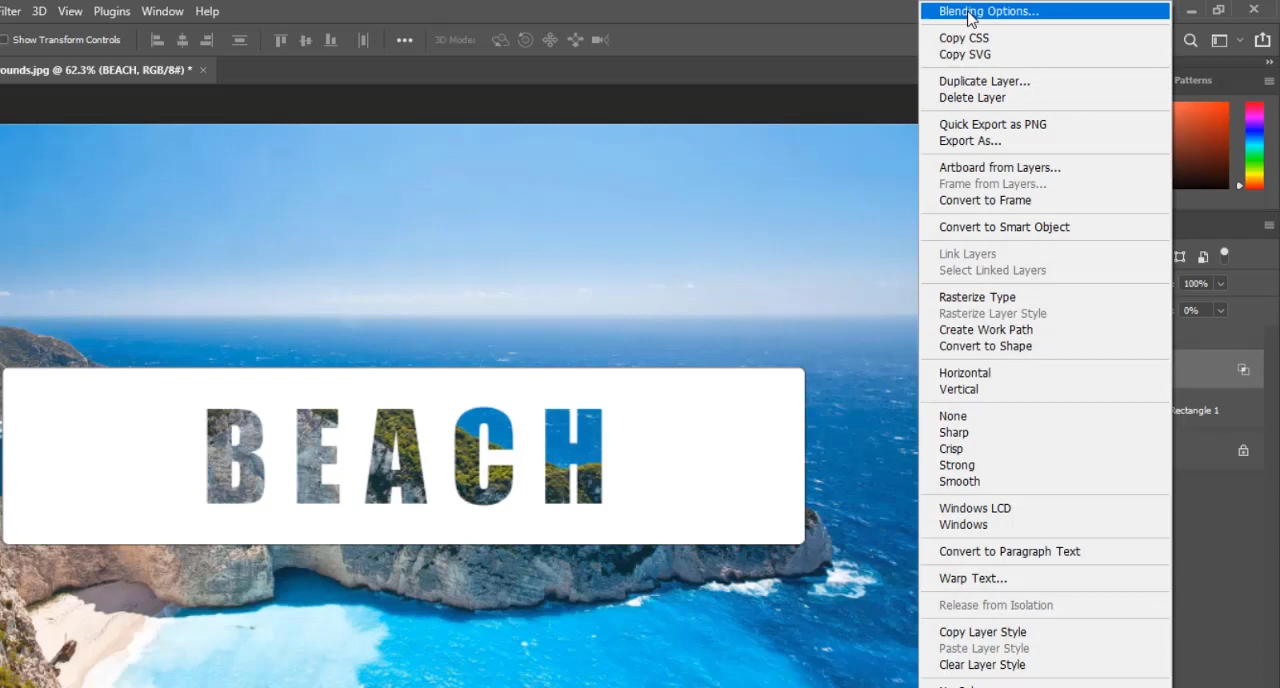 ilter 3D View Plugins Window Help
Show Transform Controls 3D Mode:
ounds.jpg @ 62.3% (BEACH, RGB/8#) * ×
BEACH
Blending Options...
Copy CSS
Copy SVG
Duplicate Layer...
Delete Layer
Quick Export as PNG
Export As...
Artboard from Layers...
Frame from Layers...
Convert to Frame
Convert to Smart Object
Link Layers
Select Linked Layers
Rasterize Type
Rasterize Layer Style
Create Work Path
Convert to Shape
Horizontal
Vertical
None
Sharp
Crisp
Strong
Smooth
Windows LCD
Windows
Convert to Paragraph Text
Warp Text...
Release from Isolation
Copy Layer Style
Paste Layer Style
Clear Layer Style
Patterns
100%
0%
Rectangle 1